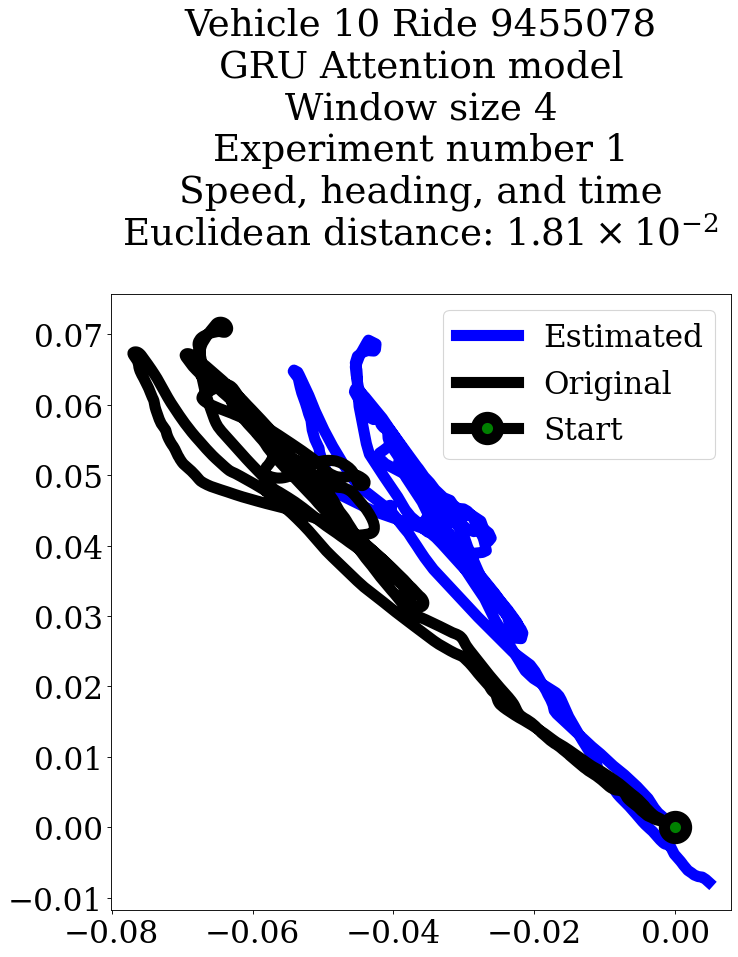 Vehicle 10 Ride 9455078
GRU Attention model
Window size 4
Experiment number 1
Speed, heading, and time
Euclidean distance: 1.81 × 10⁻²
Estimated
Original
Start
0.07
0.06
0.05
0.04
0.03
0.02
0.01
0.00
−0.01
−0.08 −0.06 −0.04 −0.02 0.00